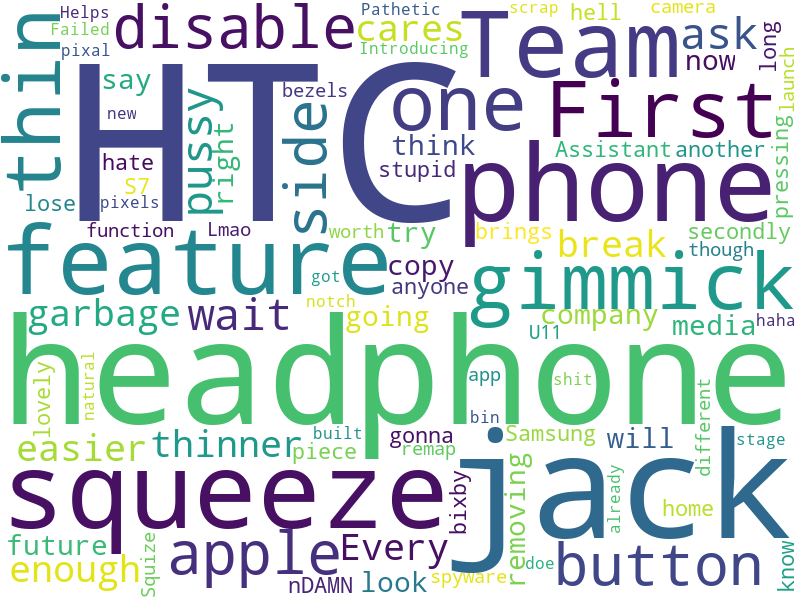 Helps
Failed
pixal
thin
disable
Pathetic
cares
Introducing
scrap
hell
camera
Team
ask
now
long
launch
HTC
say
new
hate
S7
pixels
lose
function
Lmao
pussy
right
bezels
side
one
think
stupid
First
Assistant
another
pressing
phone
feature
worth
try
brings
break
secondly
though
copy
anyone
got
notch
gimmick
garbage
wait
going
company
U11
media
haha
headphone
lovely
natural
app
shit
bin
different
easier
thinner
built
piece
gonna
remap
Samsung
will
stage
squeeze
bixby
jack
removing
already
home
know
future
enough
Squize
apple
Every
nDAMN
look
spyware
doe
button